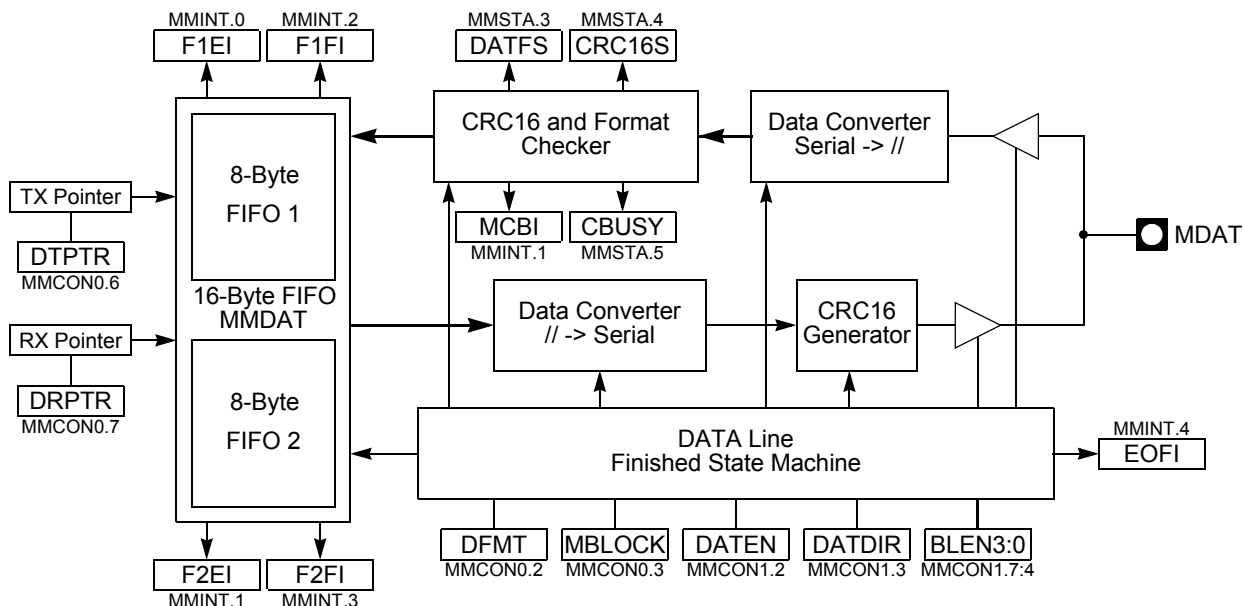 MMINT.0
F1EI
MMINT.2
F1FI
MMSTA.3
DATFS
MMSTA.4
CRC16S
8-Byte
FIFO 1
CRC16 and Format
Checker
Data Converter
Serial -> //
TX Pointer
DTPTR
MMCON0.6
MCBI
MMINT.1
CBUSY
MMSTA.5
MDAT
16-Byte FIFO
MMDAT
RX Pointer
DRPTR
MMCON0.7
Data Converter
// -> Serial
CRC16
Generator
8-Byte
FIFO 2
DATA Line
Finished State Machine
MMINT.4
EOFI
DFMT
MMCON0.2
MBLOCK
MMCON0.3
DATEN
MMCON1.2
DATDIR
MMCON1.3
BLEN3:0
MMCON1.7:4
F2EI
MMINT.1
F2FI
MMINT.3